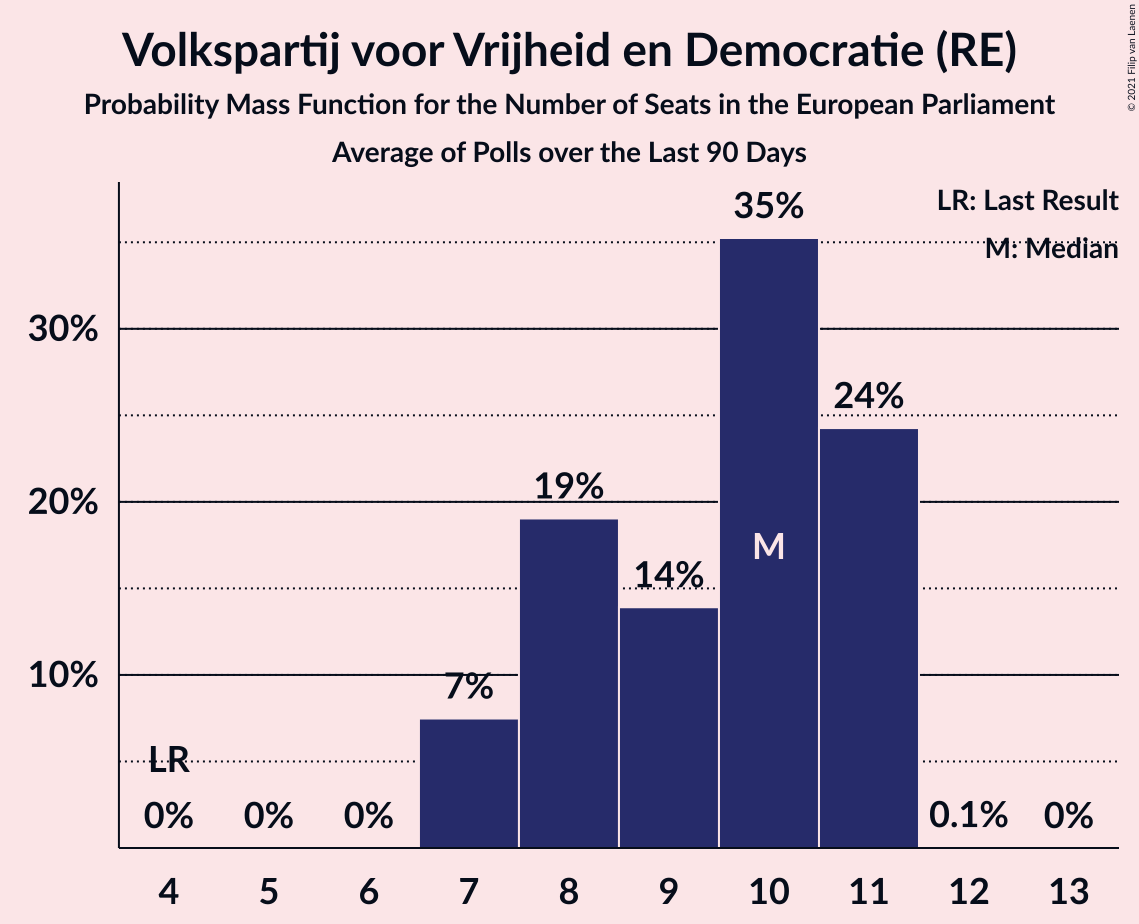 Volkspartij voor Vrijheid en Democratie (RE)
Probability Mass Function for the Number of Seats in the European Parliament
Average of Polls over the Last 90 Days
© 2021 Filip van Laenen
LR: Last Result
M: Median
35%
30%
24%
20%
19%
M
14%
10%
7%
LR
0%
0%
0%
0.1%
0%
4 5 6 7 8 9 10 11 12 13